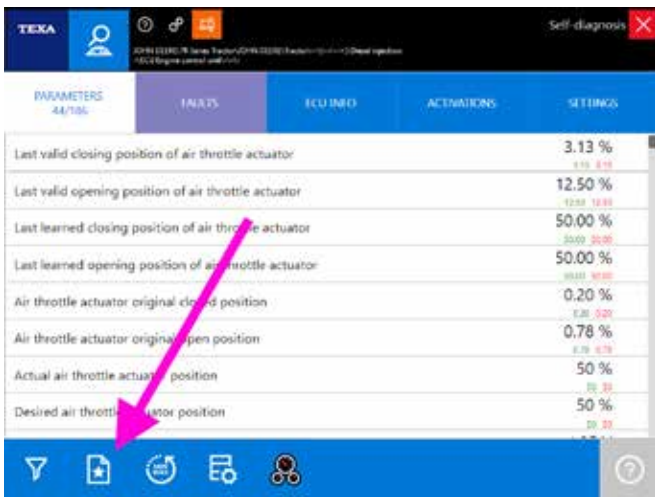 TEXA
Self-diagnosis
PARAMETERS
44/186
FAULTS
ECU INFO
ACTIVATIONS
SETTINGS
Last valid closing position of air throttle actuator
3.13 %
Last valid opening position of air throttle actuator
12.50 %
Last learned closing position of air actuator
50.00 %
Last learned opening position of air throttle actuator
50.00 %
Air throttle actuator original closed position
0.20 %
Air throttle actuator original open position
0.78 %
Actual air throttle actuator position
50 %
Desired air throttle actuator position
50 %